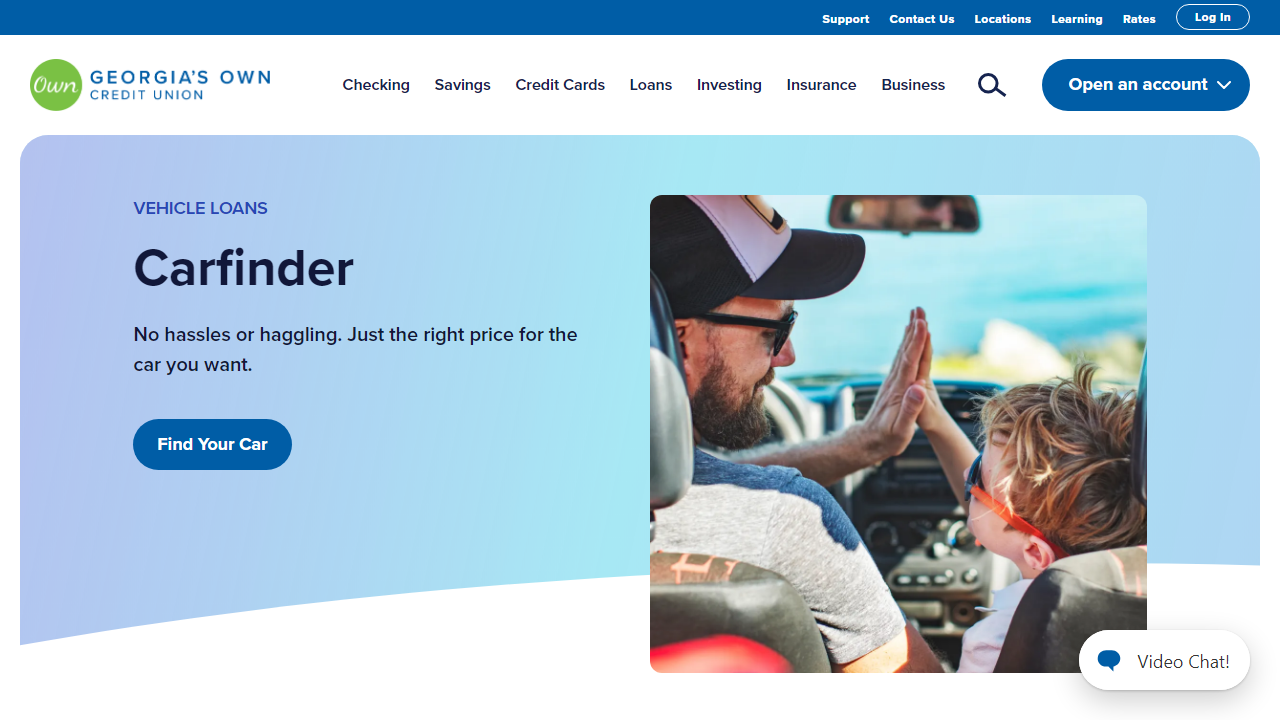 Support Contact Us Locations Learning Rates Log In
Own GEORGIA'S OWN
CREDIT UNION
Checking Savings Credit Cards Loans Investing Insurance Business Open an account
VEHICLE LOANS
Carfinder
No hassles or haggling. Just the right price for the
car you want.
Find Your Car
Video Chat!